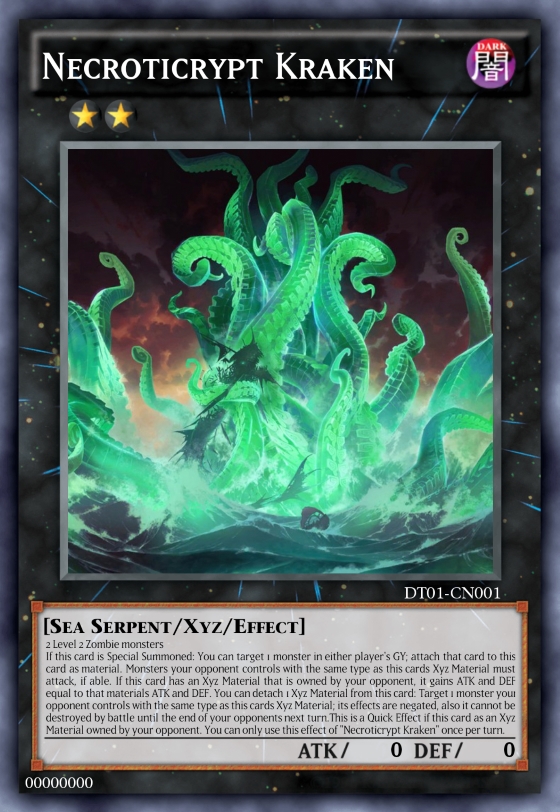 Necroticrypt Kraken
DARK
闇
DT01-CN001
[Sea Serpent/Xyz/Effect]
2 Level 2 Zombie monsters
If this card is Special Summoned: You can target 1 monster in either player's GY; attach that card to this
card as material. Monsters your opponent controls with the same type as this cards Xyz Material must
attack, if able. If this card has an Xyz Material that is owned by your opponent, it gains ATK and DEF
equal to that materials ATK and DEF. You can detach 1 Xyz Material from this card: Target 1 monster your
opponent controls with the same type as this cards Xyz Material; its effects are negated, also it cannot be
destroyed by battle until the end of your opponents next turn.This is a Quick Effect if this card as an Xyz
Material owned by your opponent. You can only use this effect of "Necroticrypt Kraken" once per turn.
ATK/ 0 DEF/ 0
00000000